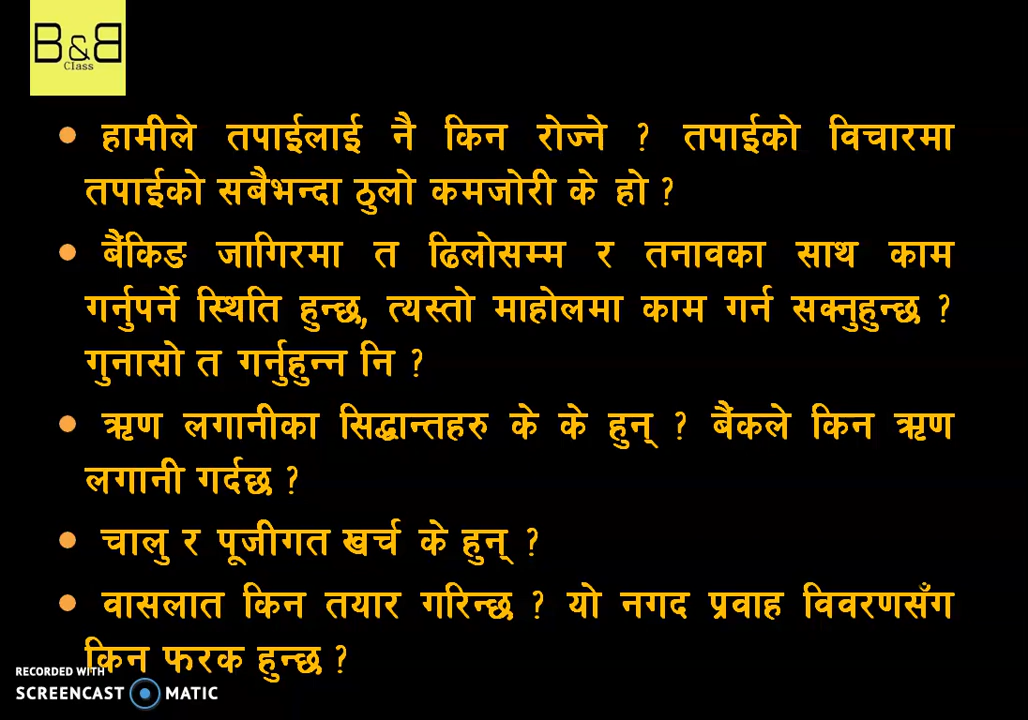 B&B
Class
• हामीले तपाईलाई नै किन रोज्ने ? तपाईको विचारमा
तपाईको सबैभन्दा ठुलो कमजोरी के हो ?
• बैंकिङ जागिरमा त ढिलोसम्म र तनावका साथ काम
गर्नुपर्ने स्थिति हुन्छ, त्यस्तो माहोलमा काम गर्न सक्नुहुन्छ ?
गुनासो त गर्नुहुन्न नि ?
• ऋण लगानीका सिद्धान्तहरु के के हुन् ? बैंकले किन ऋण
लगानी गर्दछ ?
• चालु र पूजीगत खर्च के हुन् ?
• वासलात किन तयार गरिन्छ ? यो नगद प्रवाह विवरणसँग
किन फरक हुन्छ ?
RECORDED WITH
SCREENCAST MATIC